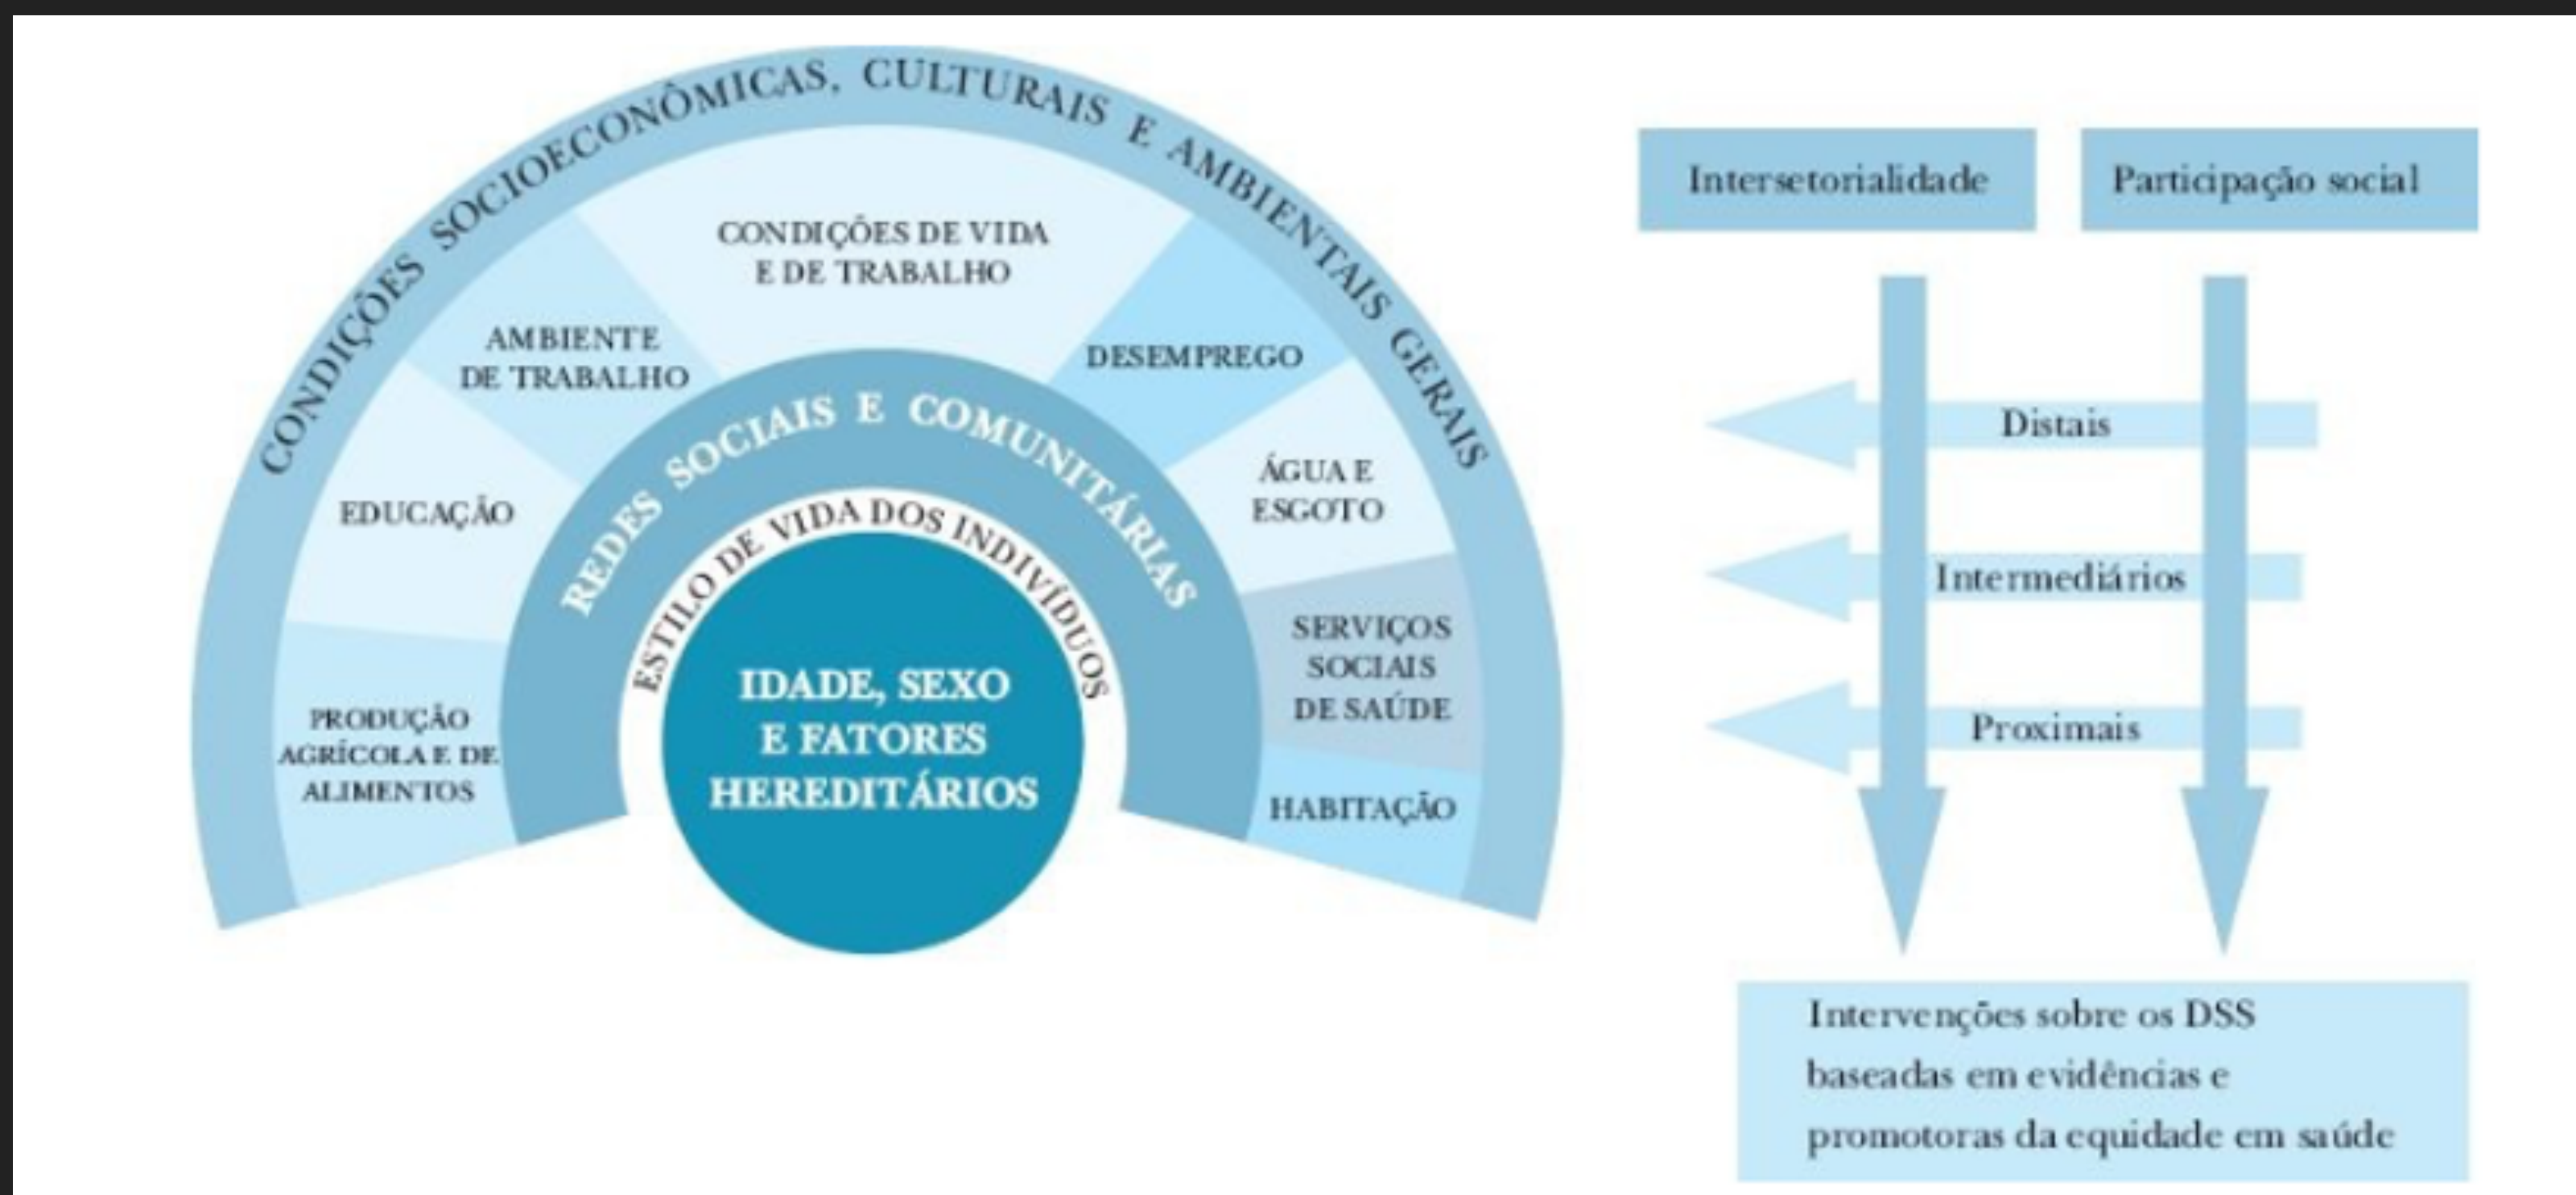 CONDIÇÕES SOCIOECONÔMICAS, CULTURAIS E AMBIENTAIS GERAIS
CONDIÇÕES DE VIDA
E DE TRABALHO
AMBIENTE
DE TRABALHO
DESEMPREGO
EDUCAÇÃO
ÁGUA E
ESGOTO
PRODUÇÃO
AGRÍCOLA E DE
ALIMENTOS
SERVIÇOS
SOCIAIS
DE SAÚDE
HABITAÇÃO
REDES SOCIAIS E COMUNITÁRIAS
ESTILO DE VIDA DOS INDIVÍDUOS
IDADE, SEXO
E FATORES
HEREDITÁRIOS
Intersetorialidade
Participação social
Distais
Intermediários
Proximais
Intervenções sobre os DSS
baseadas em evidências e
promotoras da equidade em saúde